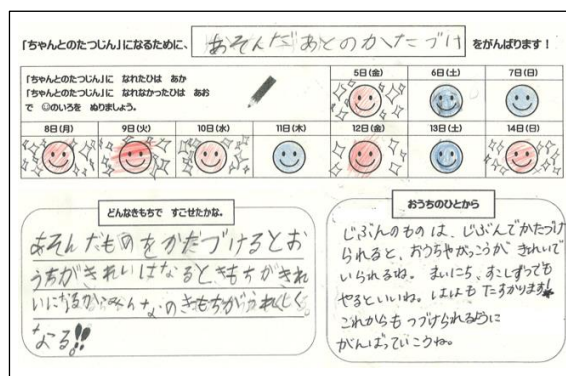 「ちゃんとのたつじん」になるために、 あそんだあとのかたづけ をがんばります！
「ちゃんとのたつじん」に なれたひは あか
「ちゃんとのたつじん」に なれなかったひは あお
で ☺のいろを ぬりましょう。
5日(金) 6日(土) 7日(日)
8日(月) 9日(火) 10日(水) 11日(木) 12日(金) 13日(土) 14日(日)
どんなきもちで すごせたかな。
あそんだものをかたづけるとお
うちがきれいになるときもちがきれ
いになるからみんなのきもちがうれしく
なる!!
おうちのひとから
じぶんのものは、じぶんでかたづけ
られると、おうちやがっこうが きれいで
いられるね。まいにち、すこしずつでも
やるといいね。ははも たすかります!
これからも つづけられるように
がんばっていこうね。